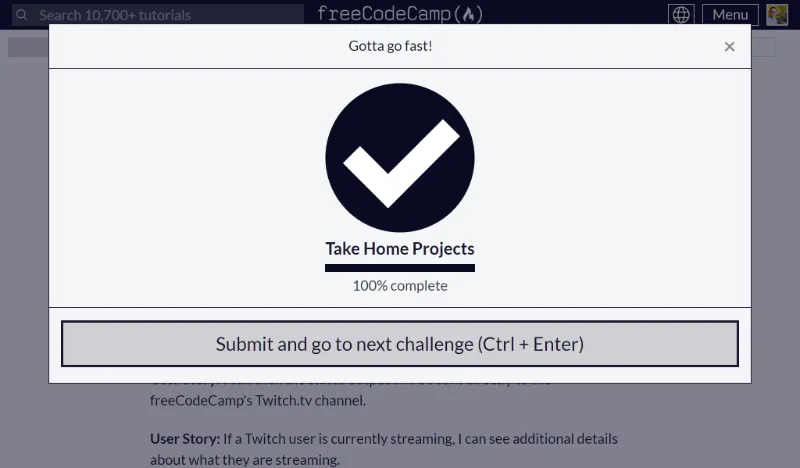 Search 10,700+ tutorials
freeCodeCamp
Menu
Gotta go fast!
Take Home Projects
100% complete
Submit and go to next challenge (Ctrl + Enter)
freeCodeCamp's Twitch.tv channel.
User Story: If a Twitch user is currently streaming, I can see additional details
about what they are streaming.